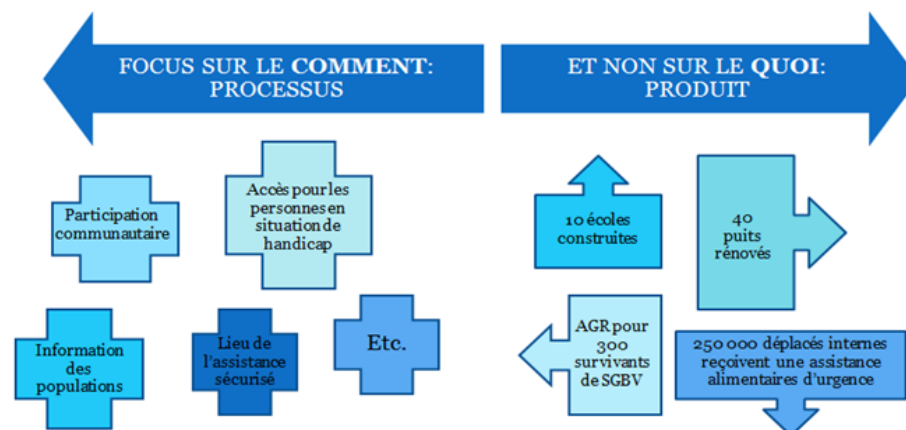 FOCUS SUR LE COMMENT:
PROCESSUS
ET NON SUR LE QUOI:
PRODUIT
Participation
communautaire
Accès pour les
personnes en
situation de
handicap
Information
des
populations
Lieu de
l'assistance
sécurisé
Etc.
10 écoles
construites
40
puits
rénovés
AGR pour
300
survivants
de SGBV
250 000 déplacés internes
reçoivent une assistance
alimentaires d'urgence